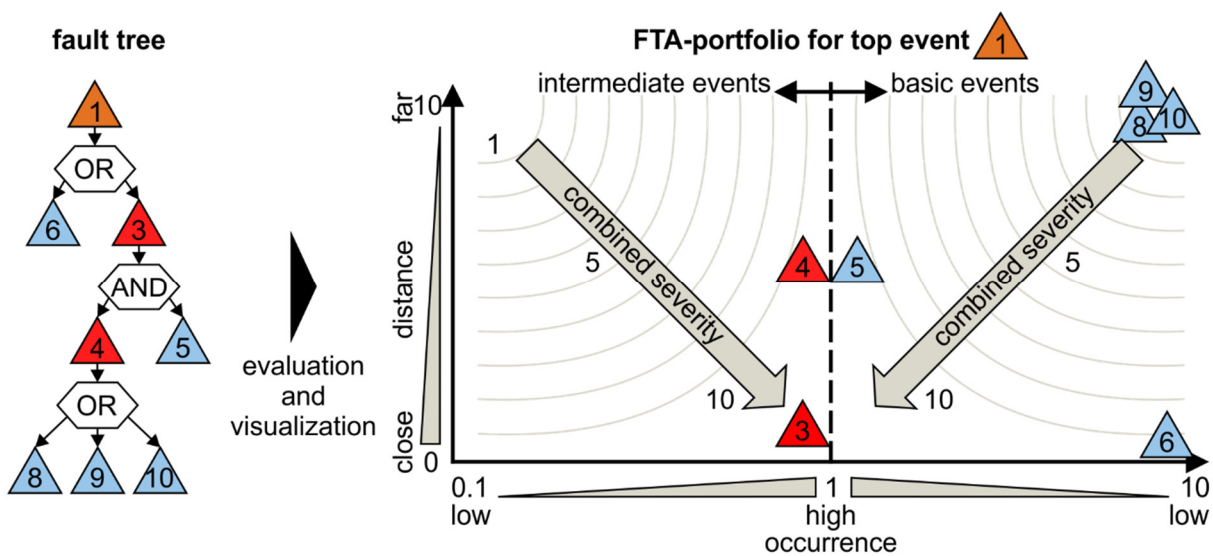 fault tree
1
OR
6
3
AND
4
5
OR
8
9
10
evaluation
and
visualization
FTA-portfolio for top event 1
intermediate events
basic events
far
10
distance
close
0
1
combined severity
5
10
combined severity
5
10
9
8
10
4
5
3
6
0.1
1
10
low
high
low
occurrence